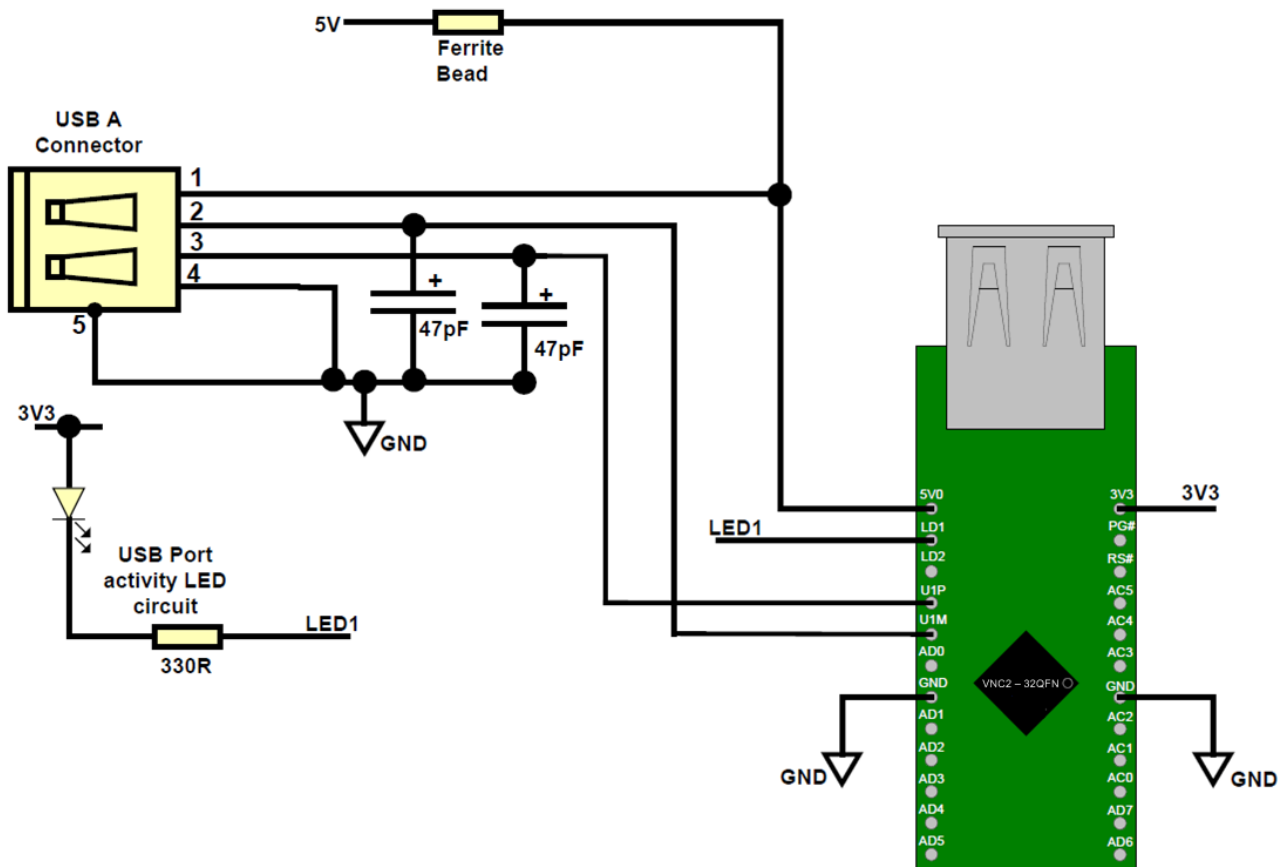 5V
Ferrite
Bead
USB A
Connector
1
2
3
4
5
+
47pF
+
47pF
GND
3V3
USB Port
activity LED
circuit
LED1
330R
LED1
5V0
LD1
LD2
U1P
U1M
AD0
GND
AD1
AD2
AD3
AD4
AD5
GND
VNC2 – 32QFN
3V3
PG#
RS#
AC5
AC4
AC3
GND
AC2
AC1
AC0
AD7
AD6
3V3
GND